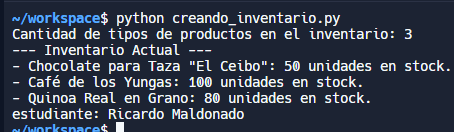 ~/workspace$ python creando_inventario.py
Cantidad de tipos de productos en el inventario: 3
--- Inventario Actual ---
- Chocolate para Taza "El Ceibo": 50 unidades en stock.
- Café de los Yungas: 100 unidades en stock.
- Quinoa Real en Grano: 80 unidades en stock.
estudiante: Ricardo Maldonado
~/workspace$